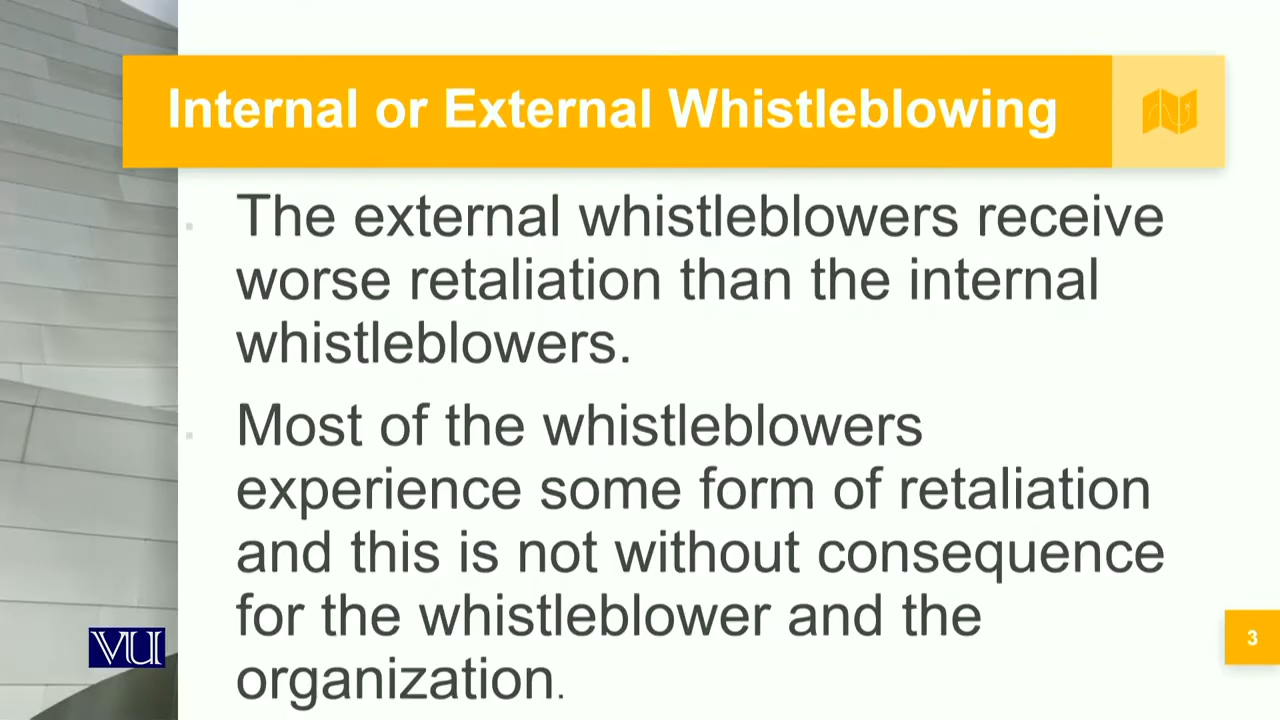 Internal or External Whistleblowing
The external whistleblowers receive
worse retaliation than the internal
whistleblowers.
Most of the whistleblowers
experience some form of retaliation
and this is not without consequence
for the whistleblower and the
organization.
3
VU